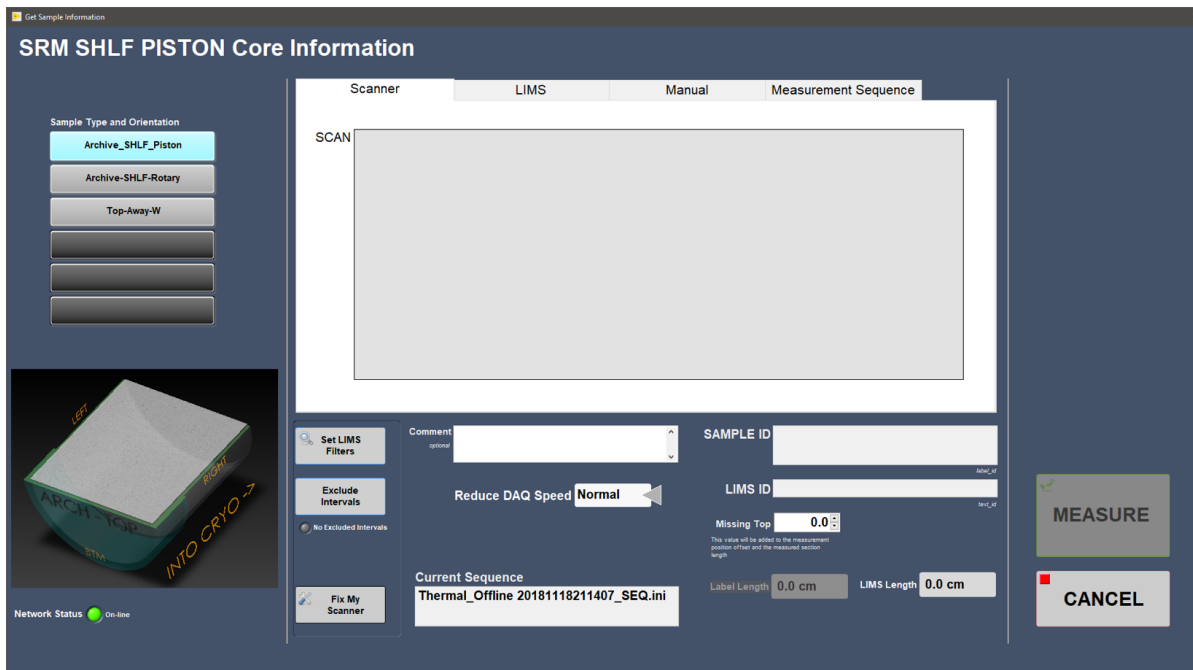 Get Sample Information
SRM SHLF PISTON Core Information
Scanner
LIMS
Manual
Measurement Sequence
Sample Type and Orientation
Archive_SHLF_Piston
Archive-SHLF-Rotary
Top-Away-W
SCAN
LEFT
RIGHT
ARCH - TOP
BTM
INTO CRYO ->
Network Status
On-line
Set LIMS
Filters
Exclude
Intervals
No Excluded Intervals
Fix My
Scanner
Comment
optional
Reduce DAQ Speed Normal
Current Sequence
Thermal_Offline 20181118211407_SEQ.ini
SAMPLE ID
label_id
LIMS ID
text_id
Missing Top 0.0
This value will be added to the measurement
position offset and the measured section
length
Label Length 0.0 cm
LIMS Length 0.0 cm
MEASURE
CANCEL